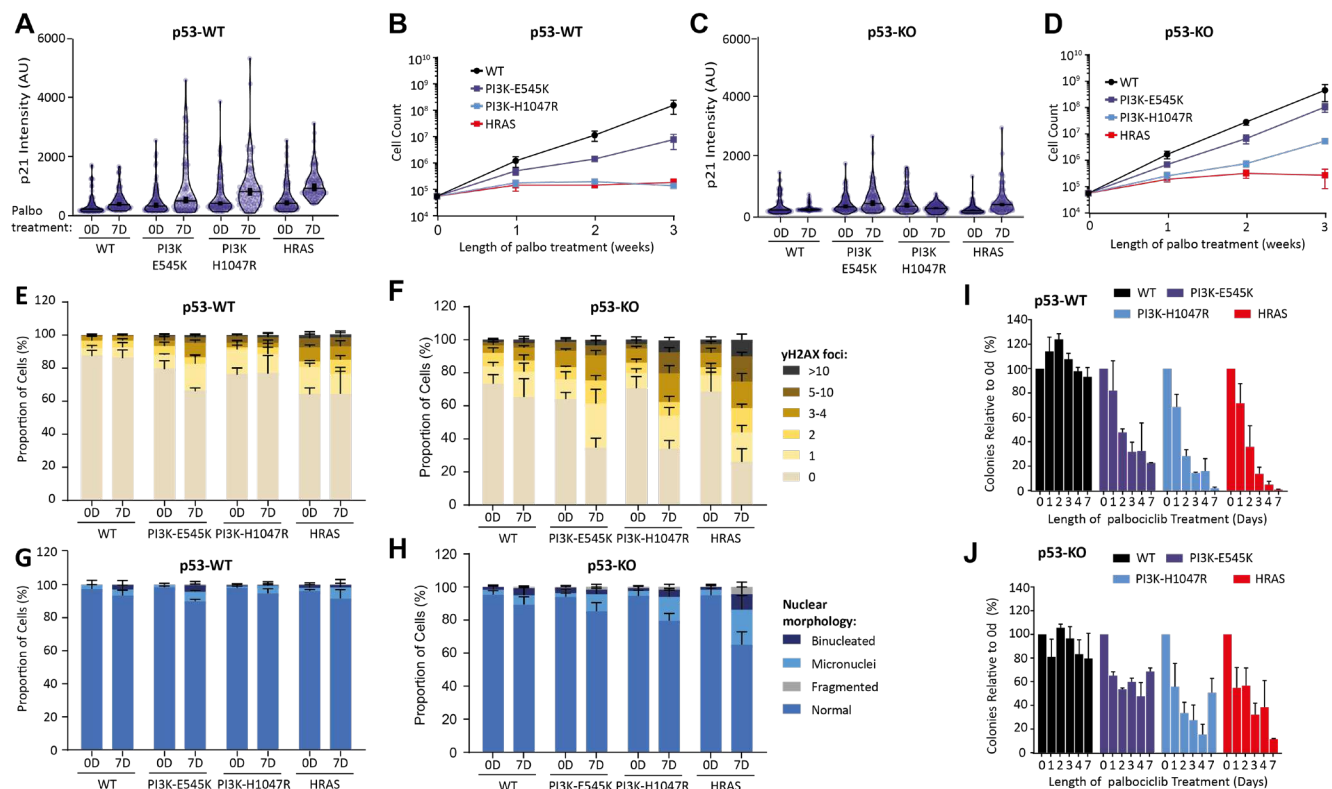 A
p53-WT
p21 Intensity (AU)
6000
4000
2000
0
Palbo
treatment:
0D 7D 0D 7D 0D 7D 0D 7D
WT PI3K PI3K HRAS
E545K H1047R
B
p53-WT
Cell Count
10^10
10^9
10^8
10^7
10^6
10^5
10^4
WT
PI3K-E545K
PI3K-H1047R
HRAS
0 1 2 3
Length of palbo treatment (weeks)
C
p53-KO
p21 Intensity (AU)
6000
4000
2000
0
0D 7D 0D 7D 0D 7D 0D 7D
WT PI3K PI3K HRAS
E545K H1047R
D
p53-KO
Cell Count
10^10
10^9
10^8
10^7
10^6
10^5
10^4
WT
PI3K-E545K
PI3K-H1047R
HRAS
0 1 2 3
Length of palbo treatment (weeks)
E
p53-WT
Proportion of Cells (%)
120
100
80
60
40
20
0
0D 7D 0D 7D 0D 7D 0D 7D
WT PI3K-E545K PI3K-H1047R HRAS
F
p53-KO
Proportion of Cells (%)
120
100
80
60
40
20
0
0D 7D 0D 7D 0D 7D 0D 7D
WT PI3K-E545K PI3K-H1047R HRAS
yH2AX foci:
>10
5-10
3-4
2
1
0
G
p53-WT
Proportion of Cells (%)
120
100
80
60
40
20
0
0D 7D 0D 7D 0D 7D 0D 7D
WT PI3K-E545K PI3K-H1047R HRAS
H
p53-KO
Proportion of Cells (%)
120
100
80
60
40
20
0
0D 7D 0D 7D 0D 7D 0D 7D
WT PI3K-E545K PI3K-H1047R HRAS
Nuclear
morphology:
Binucleated
Micronuclei
Fragmented
Normal
I
p53-WT
WT PI3K-E545K
PI3K-H1047R HRAS
Colonies Relative to 0d (%)
120
100
80
60
40
20
0
0 1 2 3 4 7 0 1 2 3 4 7 0 1 2 3 4 7 0 1 2 3 4 7
Length of palbociclib Treatment (Days)
J
p53-KO
WT PI3K-E545K
PI3K-H1047R HRAS
Colonies Relative to 0d (%)
140
120
100
80
60
40
20
0
0 1 2 3 4 7 0 1 2 3 4 7 0 1 2 3 4 7 0 1 2 3 4 7
Length of palbociclib Treatment (Days)